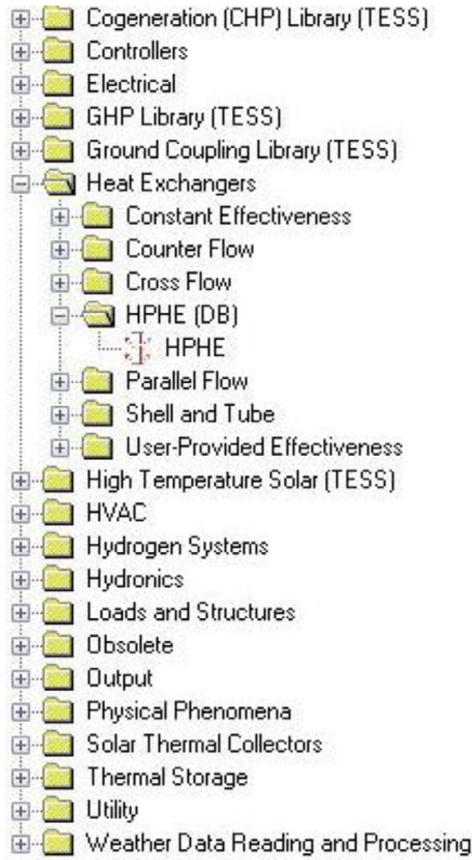 Cogeneration (CHP) Library (TESS)
Controllers
Electrical
GHP Library (TESS)
Ground Coupling Library (TESS)
Heat Exchangers
Constant Effectiveness
Counter Flow
Cross Flow
HPHE (DB)
HPHE
Parallel Flow
Shell and Tube
User-Provided Effectiveness
High Temperature Solar (TESS)
HVAC
Hydrogen Systems
Hydronics
Loads and Structures
Obsolete
Output
Physical Phenomena
Solar Thermal Collectors
Thermal Storage
Utility
Weather Data Reading and Processing